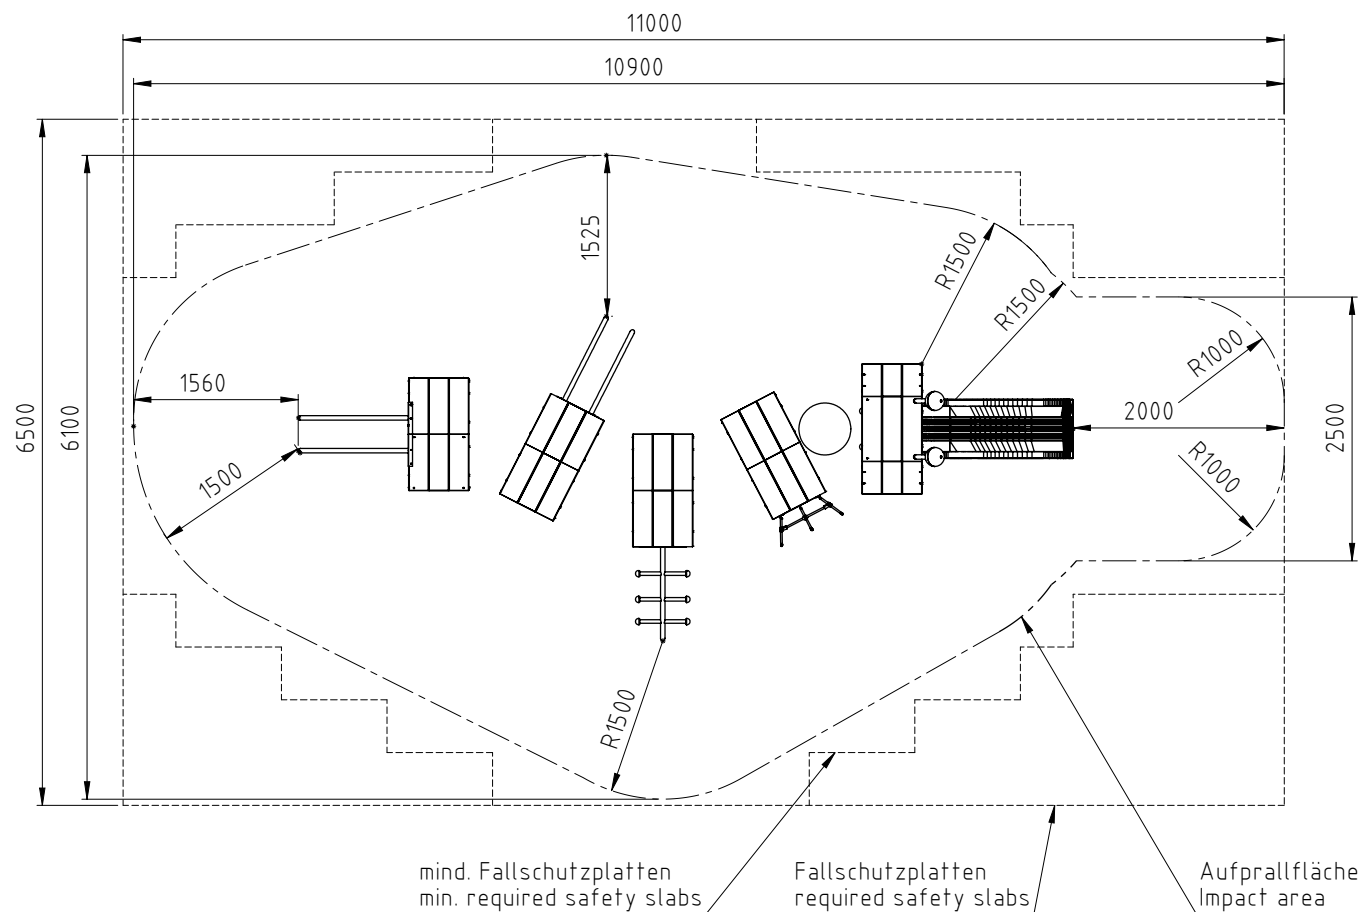 11000
10900
6500
6100
1525
R1500
R1500
R1000
1560
2000
2500
1500
R1000
R1500
mind. Fallschutzplatten
min. required safety slabs
Fallschutzplatten
required safety slabs
Aufprallfläche
Impact area